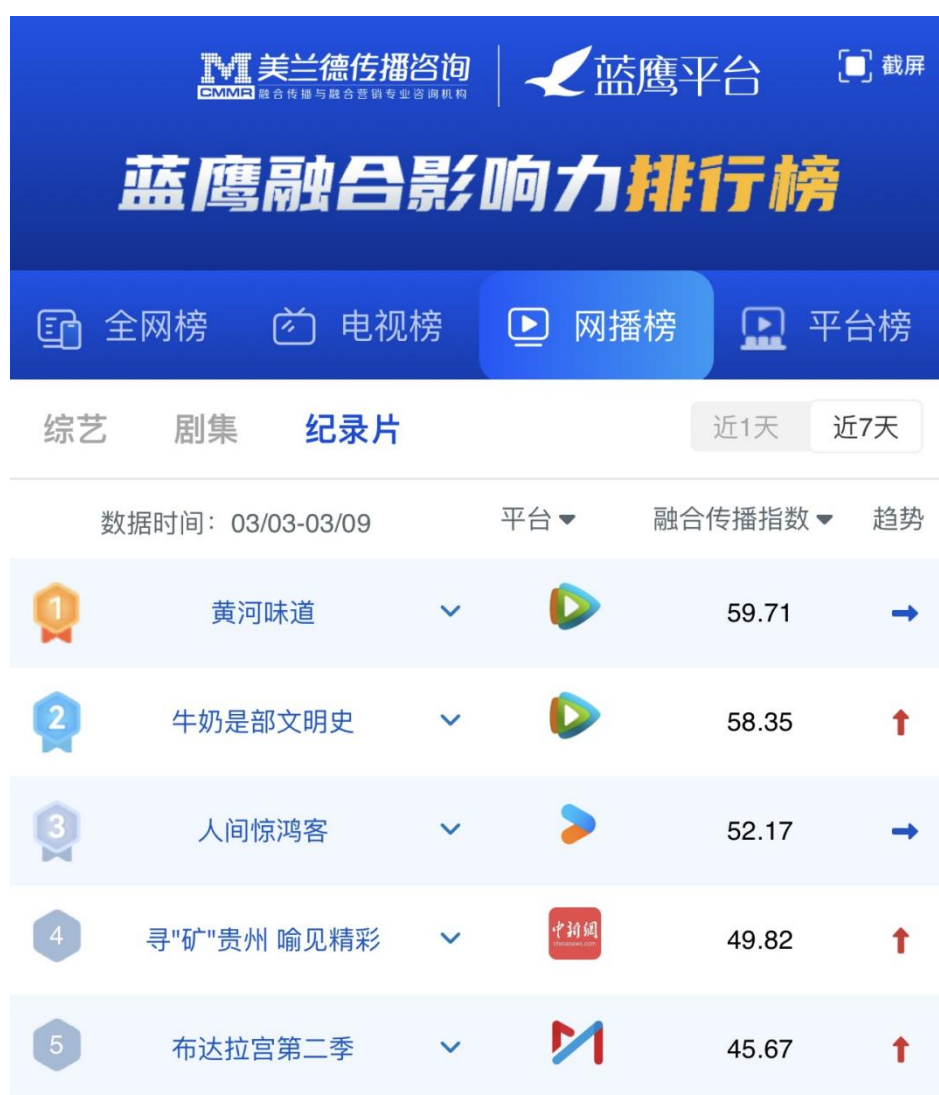 美兰德传播咨询
CMMR 融合传播与融合营销专业咨询机构
蓝鹰平台
截屏
蓝鹰融合影响力排行榜
全网榜 电视榜 网播榜 平台榜
综艺 剧集 纪录片 近1天 近7天
数据时间：03/03-03/09 平台 融合传播指数 趋势
1 黄河味道 59.71
2 牛奶是部文明史 58.35
3 人间惊鸿客 52.17
4 寻"矿"贵州 喻见精彩 中新網 chinanews.com 49.82
5 布达拉宫第二季 45.67